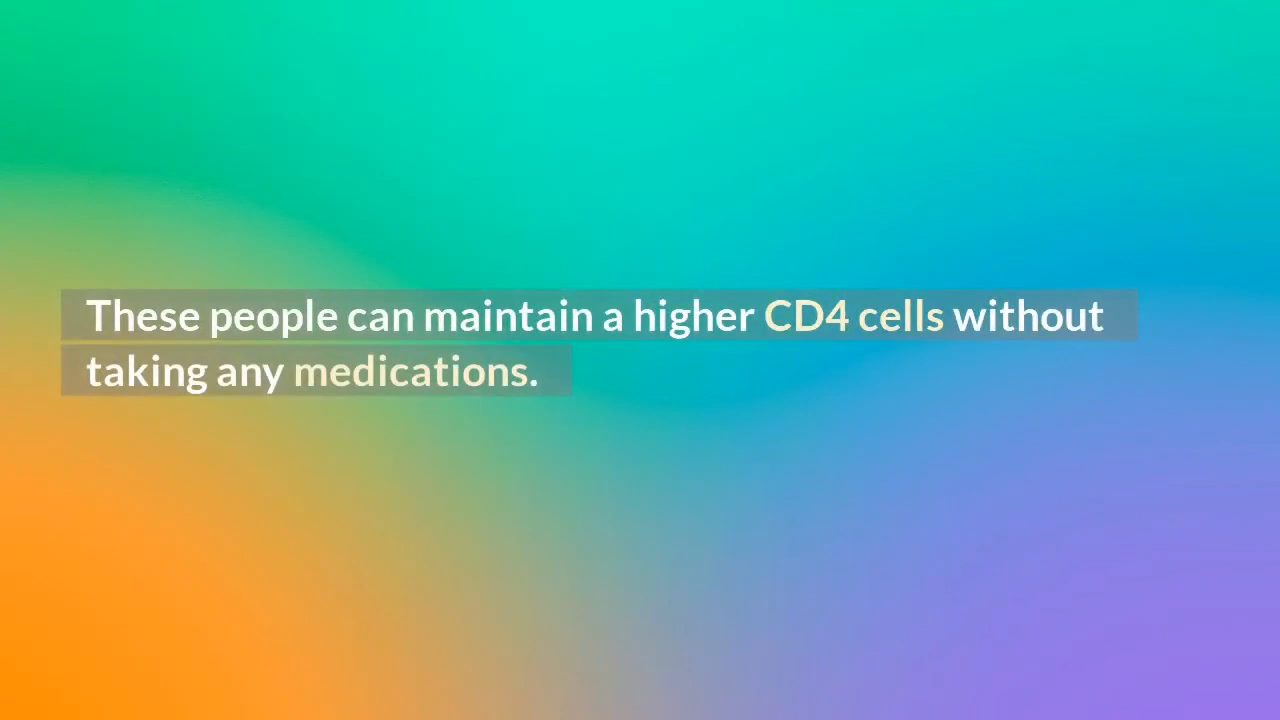 These people can maintain a higher CD4 cells without
taking any medications.